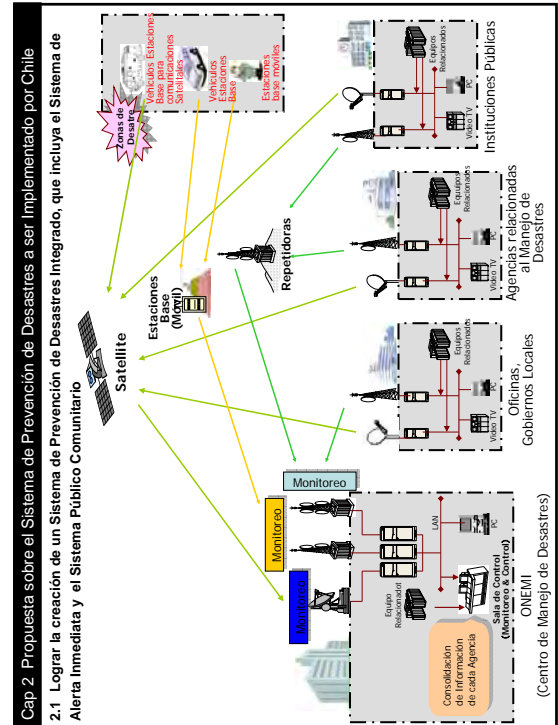 Cap 2 Propuesta sobre el Sistema de Prevención de Desastres a ser Implementado por Chile
2.1 Lograr la creación de un Sistema de Prevención de Desastres Integrado, que incluya el Sistema de
Alerta Inmediata y el Sistema Público Comunitario
Zonas de
Desatre
Vehículos Estaciones
Base para
comunicaciones
Satelitales
Vehículos
Estaciones
Base
Estaciones
base móviles
Satellite
Estaciones
Base
(Móvil)
Repetidoras
Monitoreo
Monitoreo
Monitoreo
LAN
PC
Equipo
Relacionadot
Sala de Control
(Monitoreo & Control)
Consolidación
de Información
de cada Agencia
ONEMI
(Centro de Manejo de Desastres)
Equipos
Relacionados
PC
Video TV
Oficinas,
Gobiernos Locales
Equuipos
Relacionados
PC
Video TV
Agencias relacionadas
al Manejo de
Desastres
Equipos
Relacionados
PC
Video TV
Instituciones Públicas